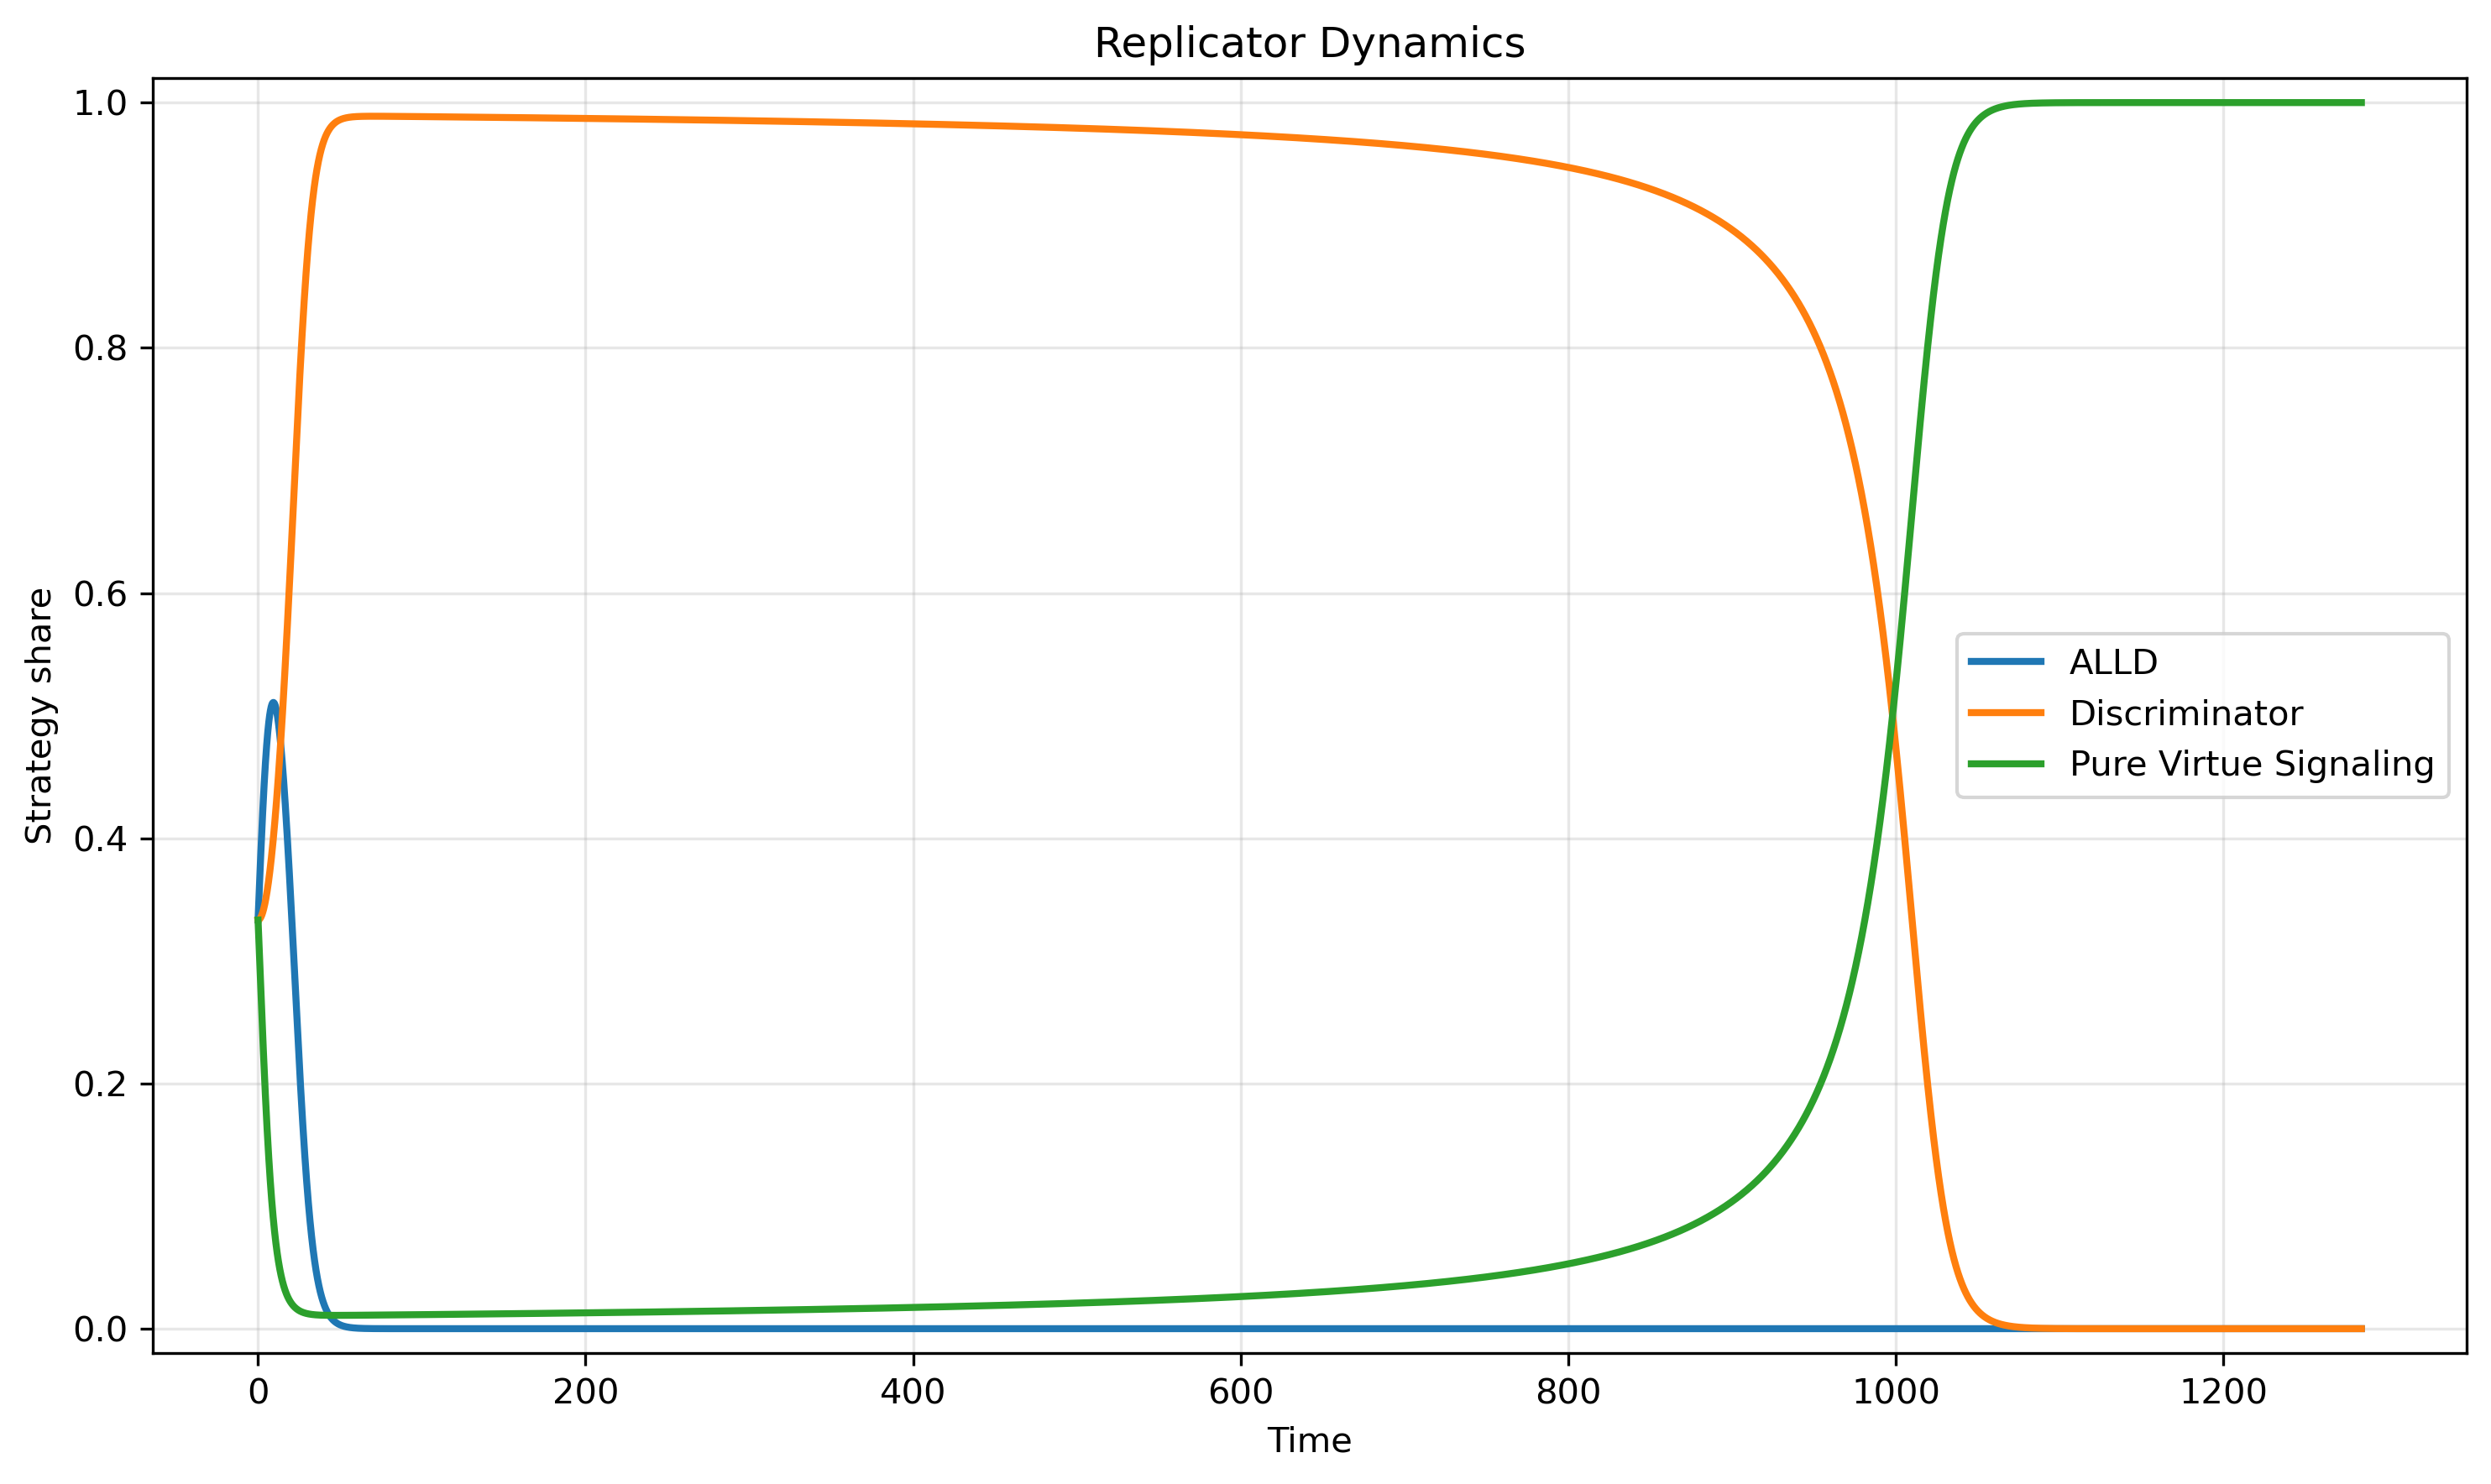 Replicator Dynamics
Strategy share
1.0
0.8
0.6
0.4
0.2
0.0
ALLD
Discriminator
Pure Virtue Signaling
0 200 400 600 800 1000 1200
Time